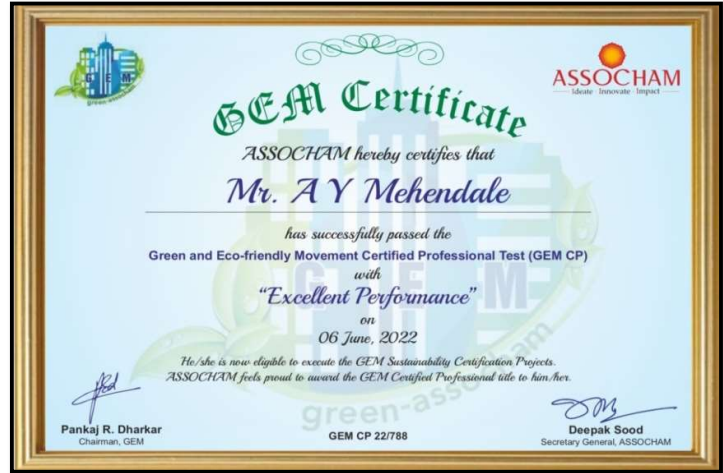 G E M
green-assocham
ASSOCHAM
Ideate · Innovate · Impact
GEM Certificate
ASSOCHAM hereby certifies that
Mr. A Y Mehendale
has successfully passed the
Green and Eco-friendly Movement Certified Professional Test (GEM CP)
with
"Excellent Performance"
on
06 June, 2022
He/she is now eligible to execute the GEM Sustainability Certification Projects.
ASSOCHAM feels proud to award the GEM Certified Professional title to him/her.
Pankaj R. Dharkar
Chairman, GEM
GEM CP 22/788
Deepak Sood
Secretary General, ASSOCHAM